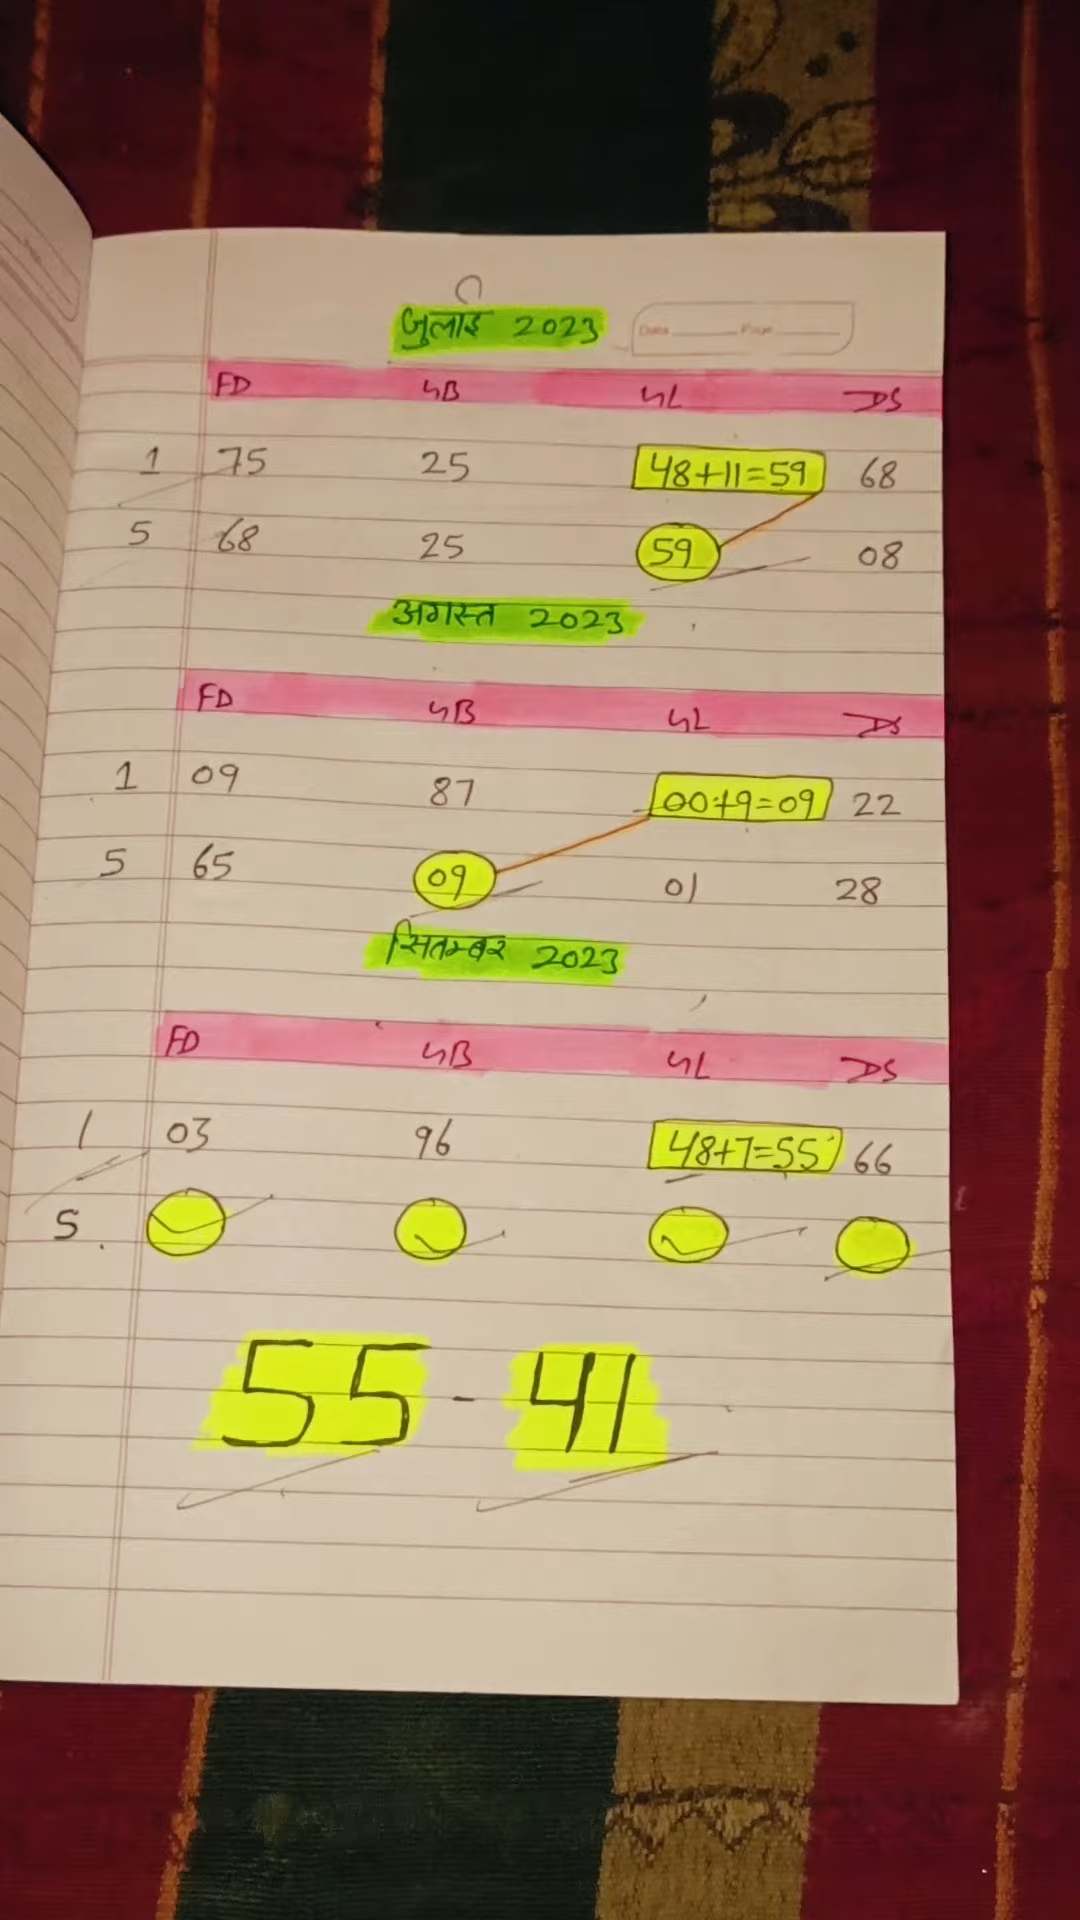 जुलाई 2023
Date Page
FD GB GL DS
1 75 25 48+11=59 68
5 68 25 59 08
अगस्त 2023
FD GB GL DS
1 09 87 00+9=09 22
5 65 09 01 28
सितम्बर 2023
FD GB GL DS
1 03 96 48+7=55 66
5
55 - 41